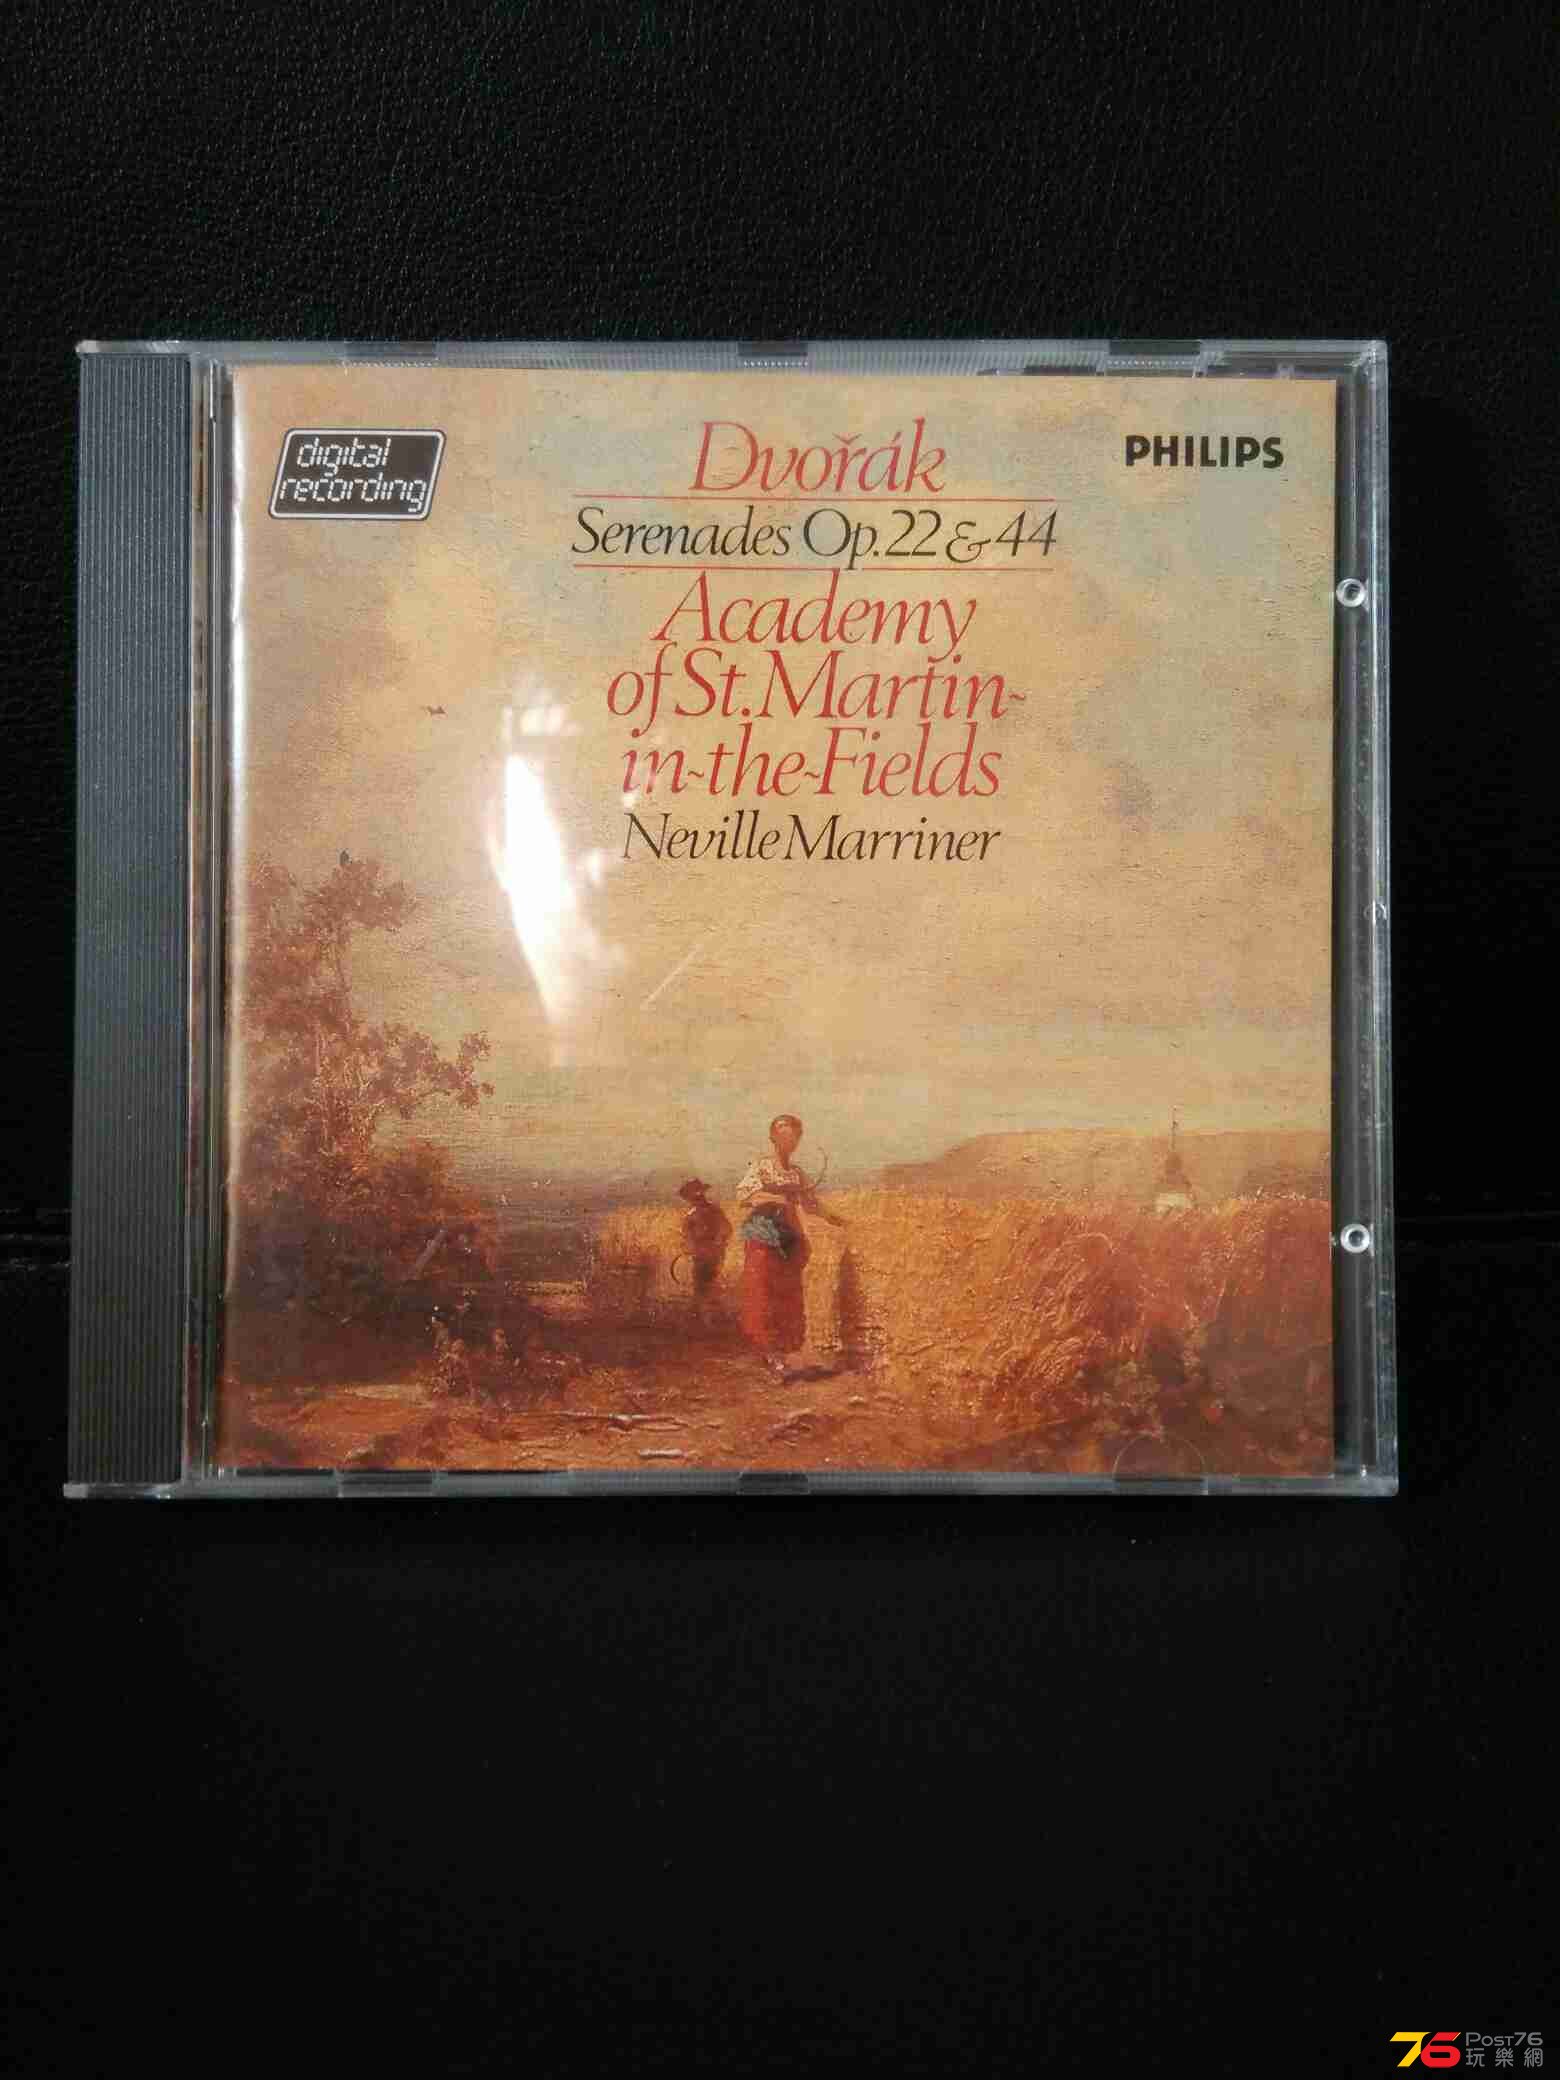 digital
recording
PHILIPS
Dvořák
Serenades Op.22 & 44
Academy
of St. Martin-
in-the-Fields
Neville Marriner
76 Post76
玩樂網